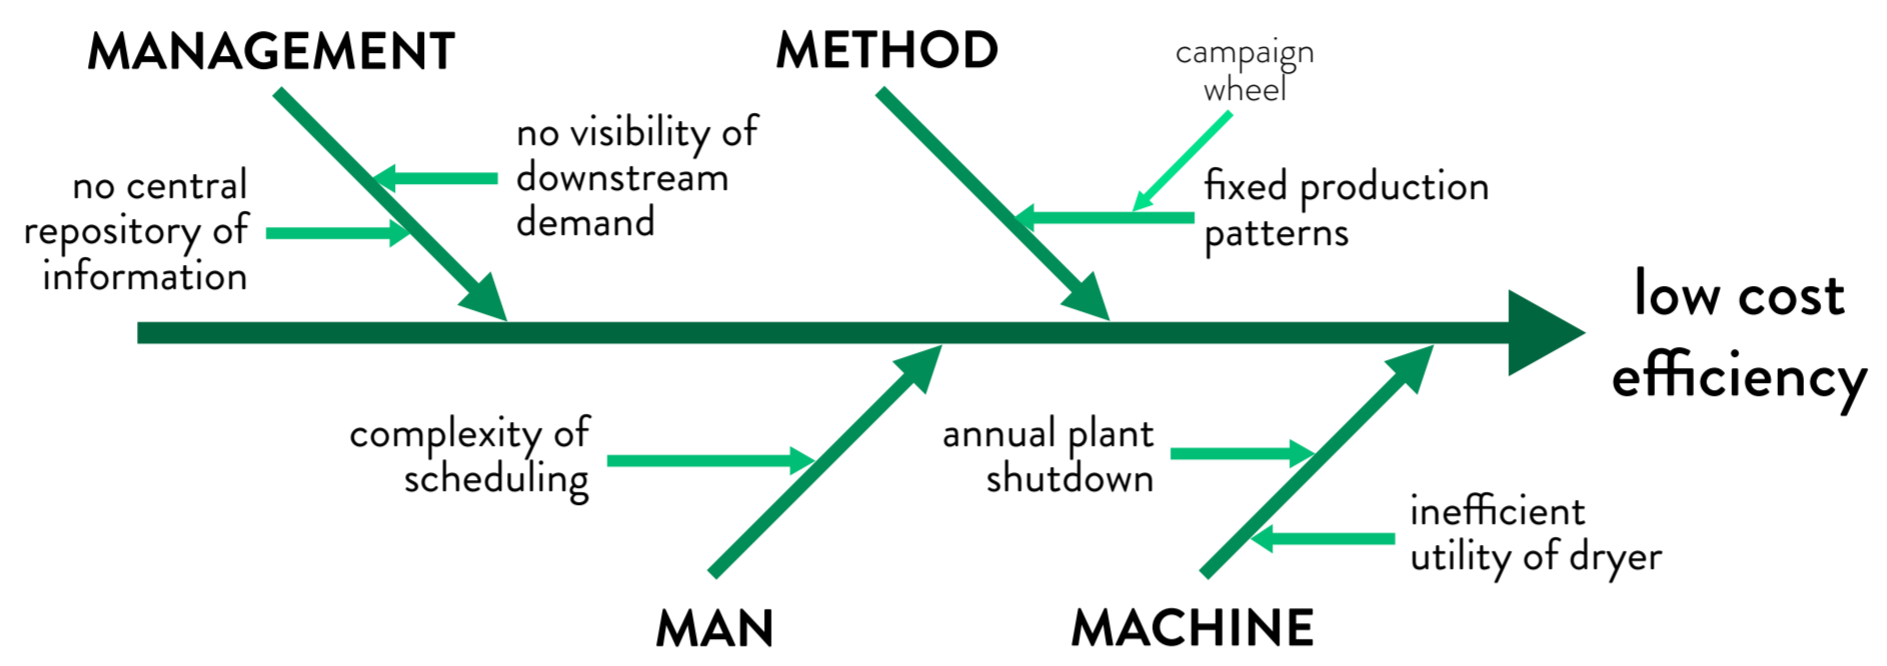 MANAGEMENT
METHOD
campaign
wheel
no visibility of
downstream
demand
no central
repository of
information
fixed production
patterns
low cost
efficiency
complexity of
scheduling
annual plant
shutdown
inefficient
utility of dryer
MAN
MACHINE